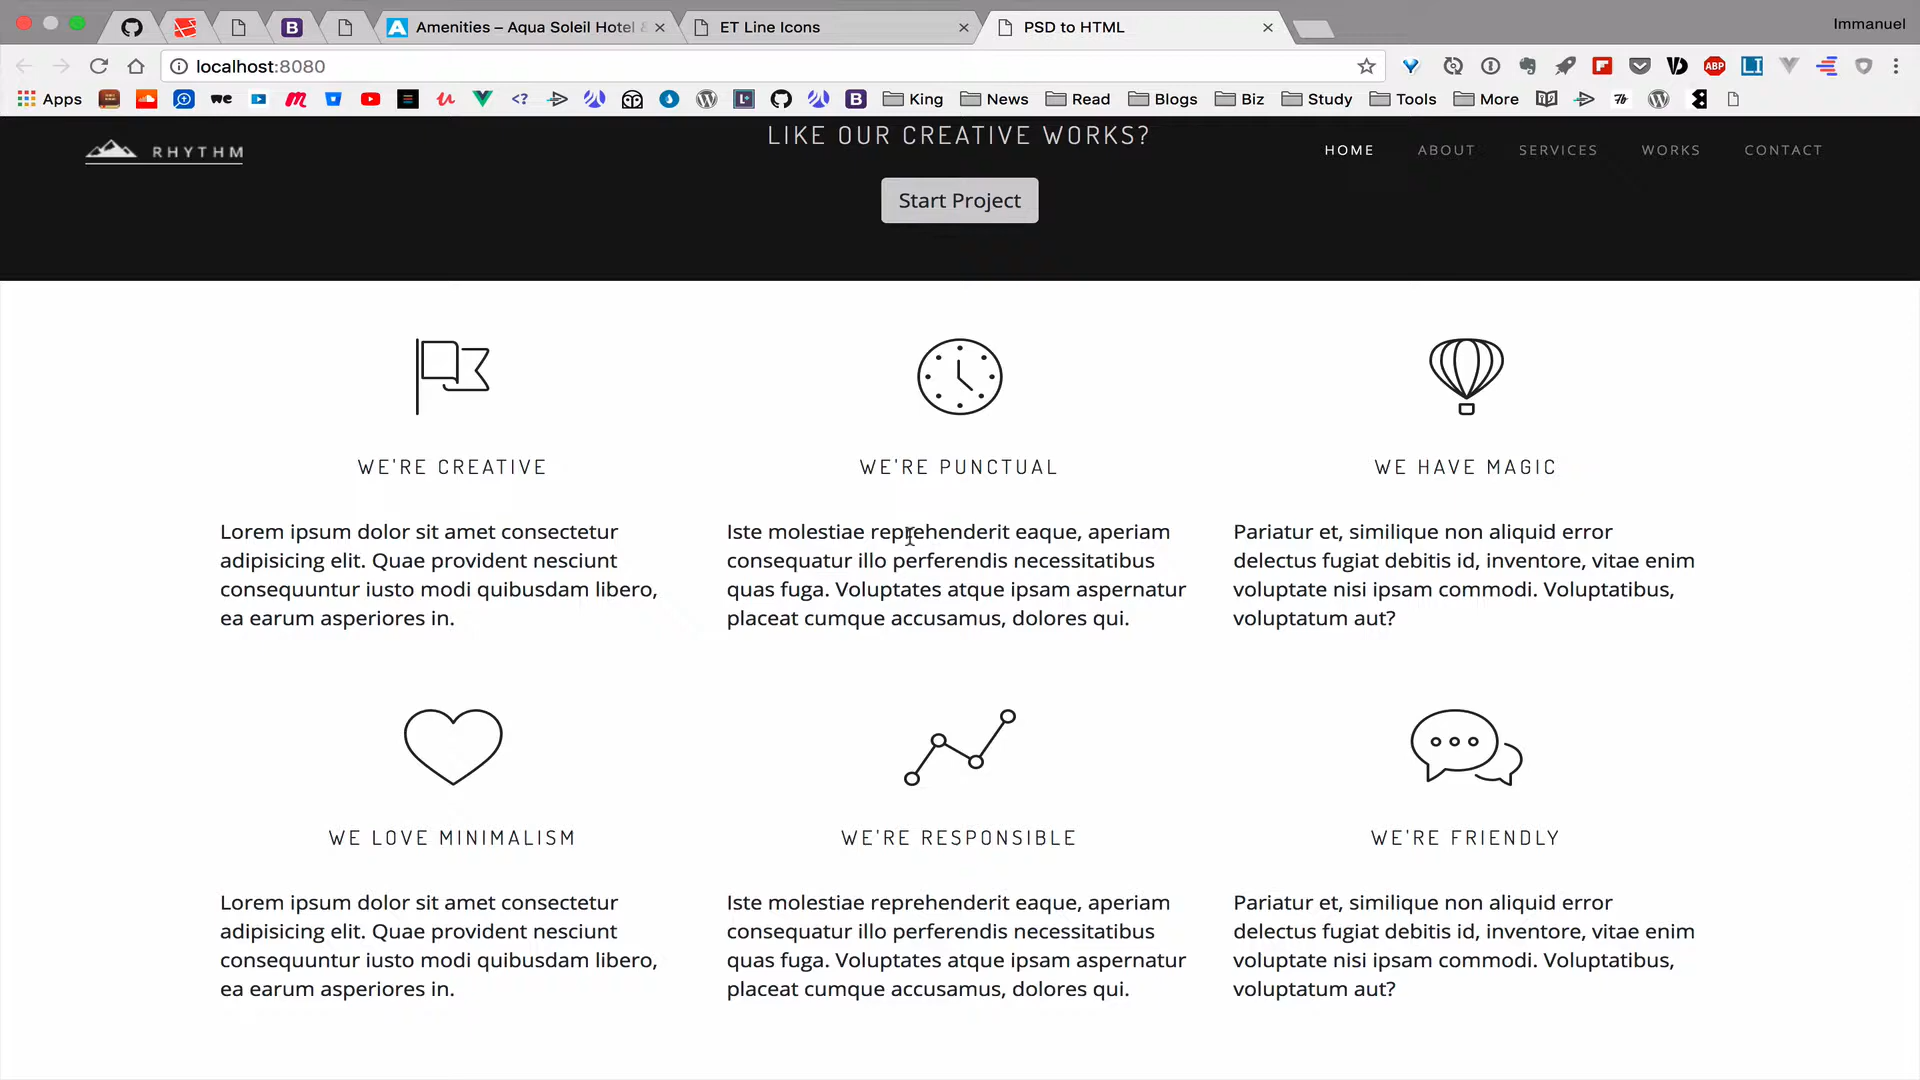 Amenities – Aqua Soleil Hotel &
ET Line Icons
PSD to HTML
Immanuel
localhost:8080
Apps
King
News
Read
Blogs
Biz
Study
Tools
More
RHYTHM
LIKE OUR CREATIVE WORKS?
HOME
ABOUT
SERVICES
WORKS
CONTACT
Start Project
WE'RE CREATIVE
Lorem ipsum dolor sit amet consectetur
adipisicing elit. Quae provident nesciunt
consequuntur iusto modi quibusdam libero,
ea earum asperiores in.
WE'RE PUNCTUAL
Iste molestiae reprehenderit eaque, aperiam
consequatur illo perferendis necessitatibus
quas fuga. Voluptates atque ipsam aspernatur
placeat cumque accusamus, dolores qui.
WE HAVE MAGIC
Pariatur et, similique non aliquid error
delectus fugiat debitis id, inventore, vitae enim
voluptate nisi ipsam commodi. Voluptatibus,
voluptatum aut?
WE LOVE MINIMALISM
Lorem ipsum dolor sit amet consectetur
adipisicing elit. Quae provident nesciunt
consequuntur iusto modi quibusdam libero,
ea earum asperiores in.
WE'RE RESPONSIBLE
Iste molestiae reprehenderit eaque, aperiam
consequatur illo perferendis necessitatibus
quas fuga. Voluptates atque ipsam aspernatur
placeat cumque accusamus, dolores qui.
WE'RE FRIENDLY
Pariatur et, similique non aliquid error
delectus fugiat debitis id, inventore, vitae enim
voluptate nisi ipsam commodi. Voluptatibus,
voluptatum aut?